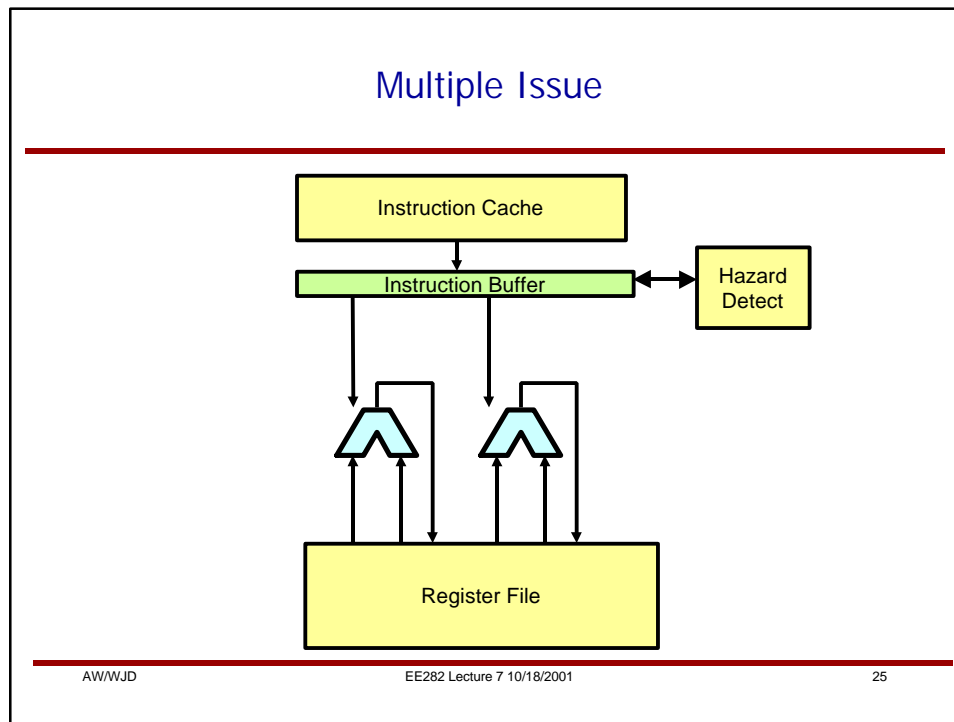 Multiple Issue
Instruction Cache
Instruction Buffer
Hazard
Detect
Register File
AW/WJD
EE282 Lecture 7 10/18/2001
25